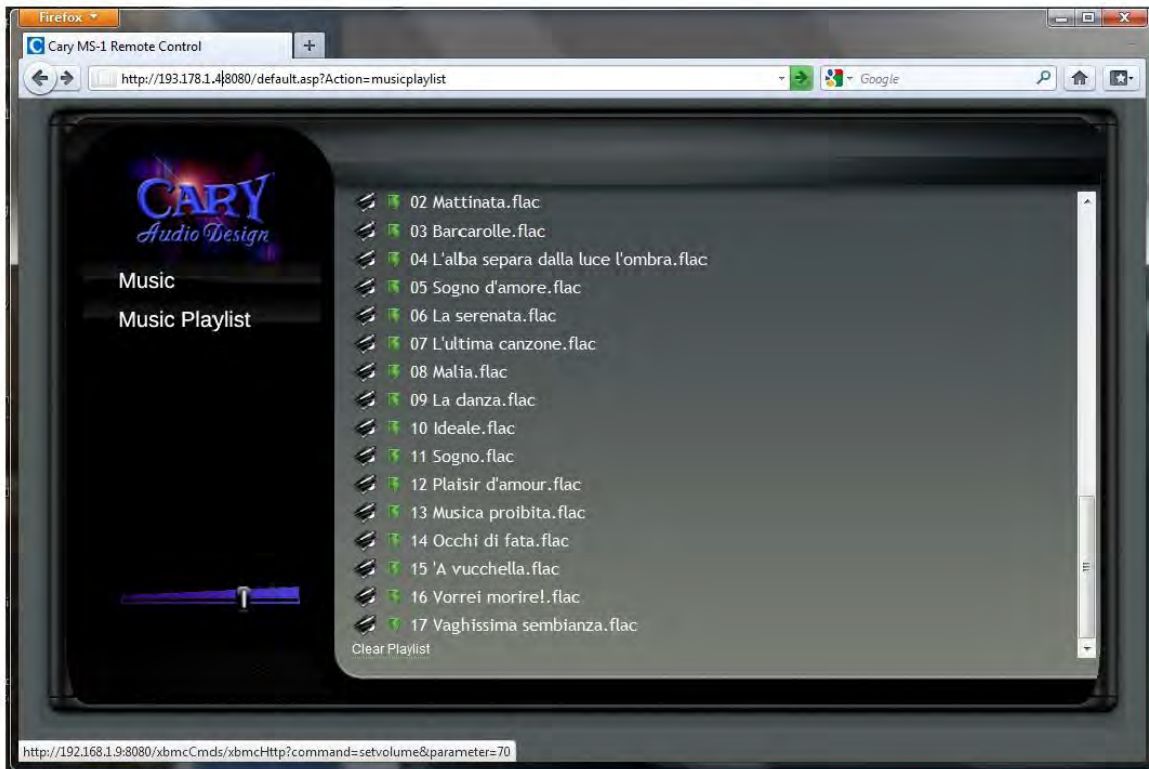 Firefox
Cary MS-1 Remote Control
http://193.178.1.4:8080/default.asp?Action=musicplaylist
Google
CARY
Audio Design
Music
Music Playlist
02 Mattinata.flac
03 Barcarolle.flac
04 L'alba separa dalla luce l'ombra.flac
05 Sogno d'amore.flac
06 La serenata.flac
07 L'ultima canzone.flac
08 Malia.flac
09 La danza.flac
10 Ideale.flac
11 Sogno.flac
12 Plaisir d'amour.flac
13 Musica proibita.flac
14 Occhi di fata.flac
15 'A vucchella.flac
16 Vorrei morire!.flac
17 Vaghissima sembianza.flac
Clear Playlist
http://192.168.1.9:8080/xbmcCmds/xbmcHttp?command=setvolume&parameter=70